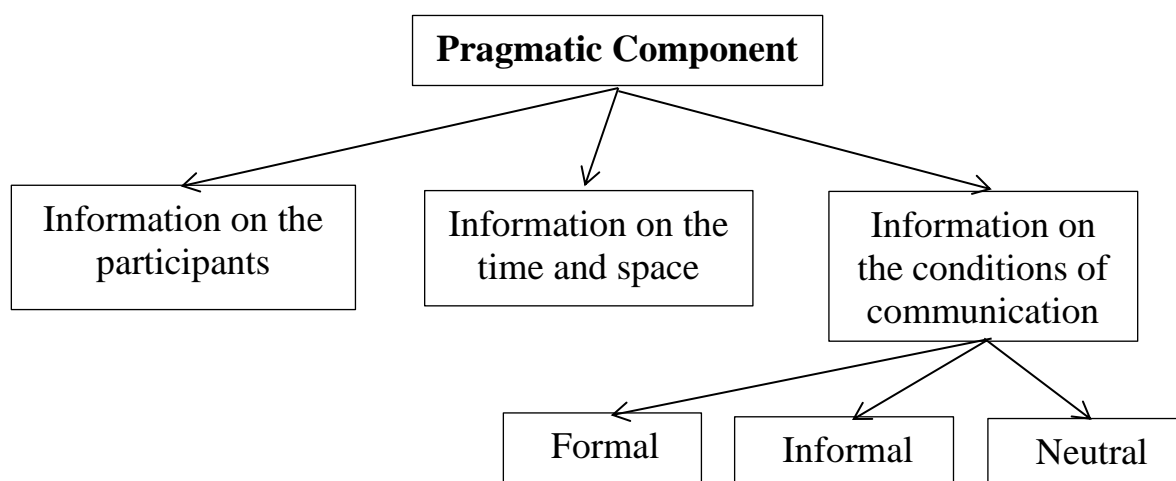 Pragmatic Component
Information on the
participants
Information on the
time and space
Information on
the conditions of
communication
Formal
Informal
Neutral